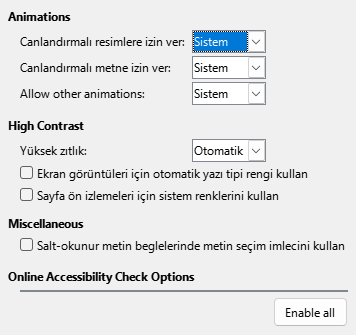 Animations
Canlandırmalı resimlere izin ver: Sistem
Canlandırmalı metne izin ver: Sistem
Allow other animations: Sistem
High Contrast
Yüksek zıtlık: Otomatik
Ekran görüntüleri için otomatik yazı tipi rengi kullan
Sayfa ön izlemeleri için sistem renklerini kullan
Miscellaneous
Salt-okunur metin beglelerinde metin seçim imlecini kullan
Online Accessibility Check Options
Enable all